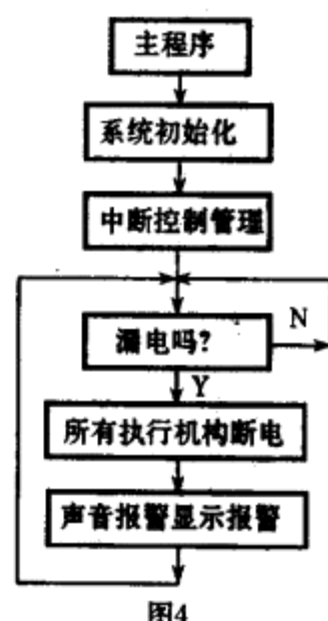 主程序
系统初始化
中断控制管理
漏电吗?
N
Y
所有执行机构断电
声音报警显示报警
图4